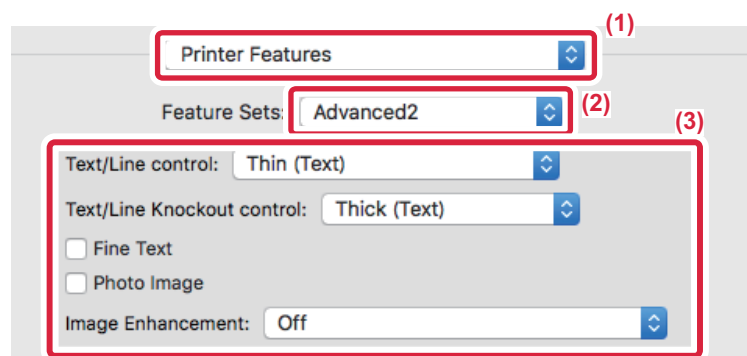 (1)
Printer Features
Feature Sets: Advanced2
(2)
(3)
Text/Line control: Thin (Text)
Text/Line Knockout control: Thick (Text)
Fine Text
Photo Image
Image Enhancement: Off